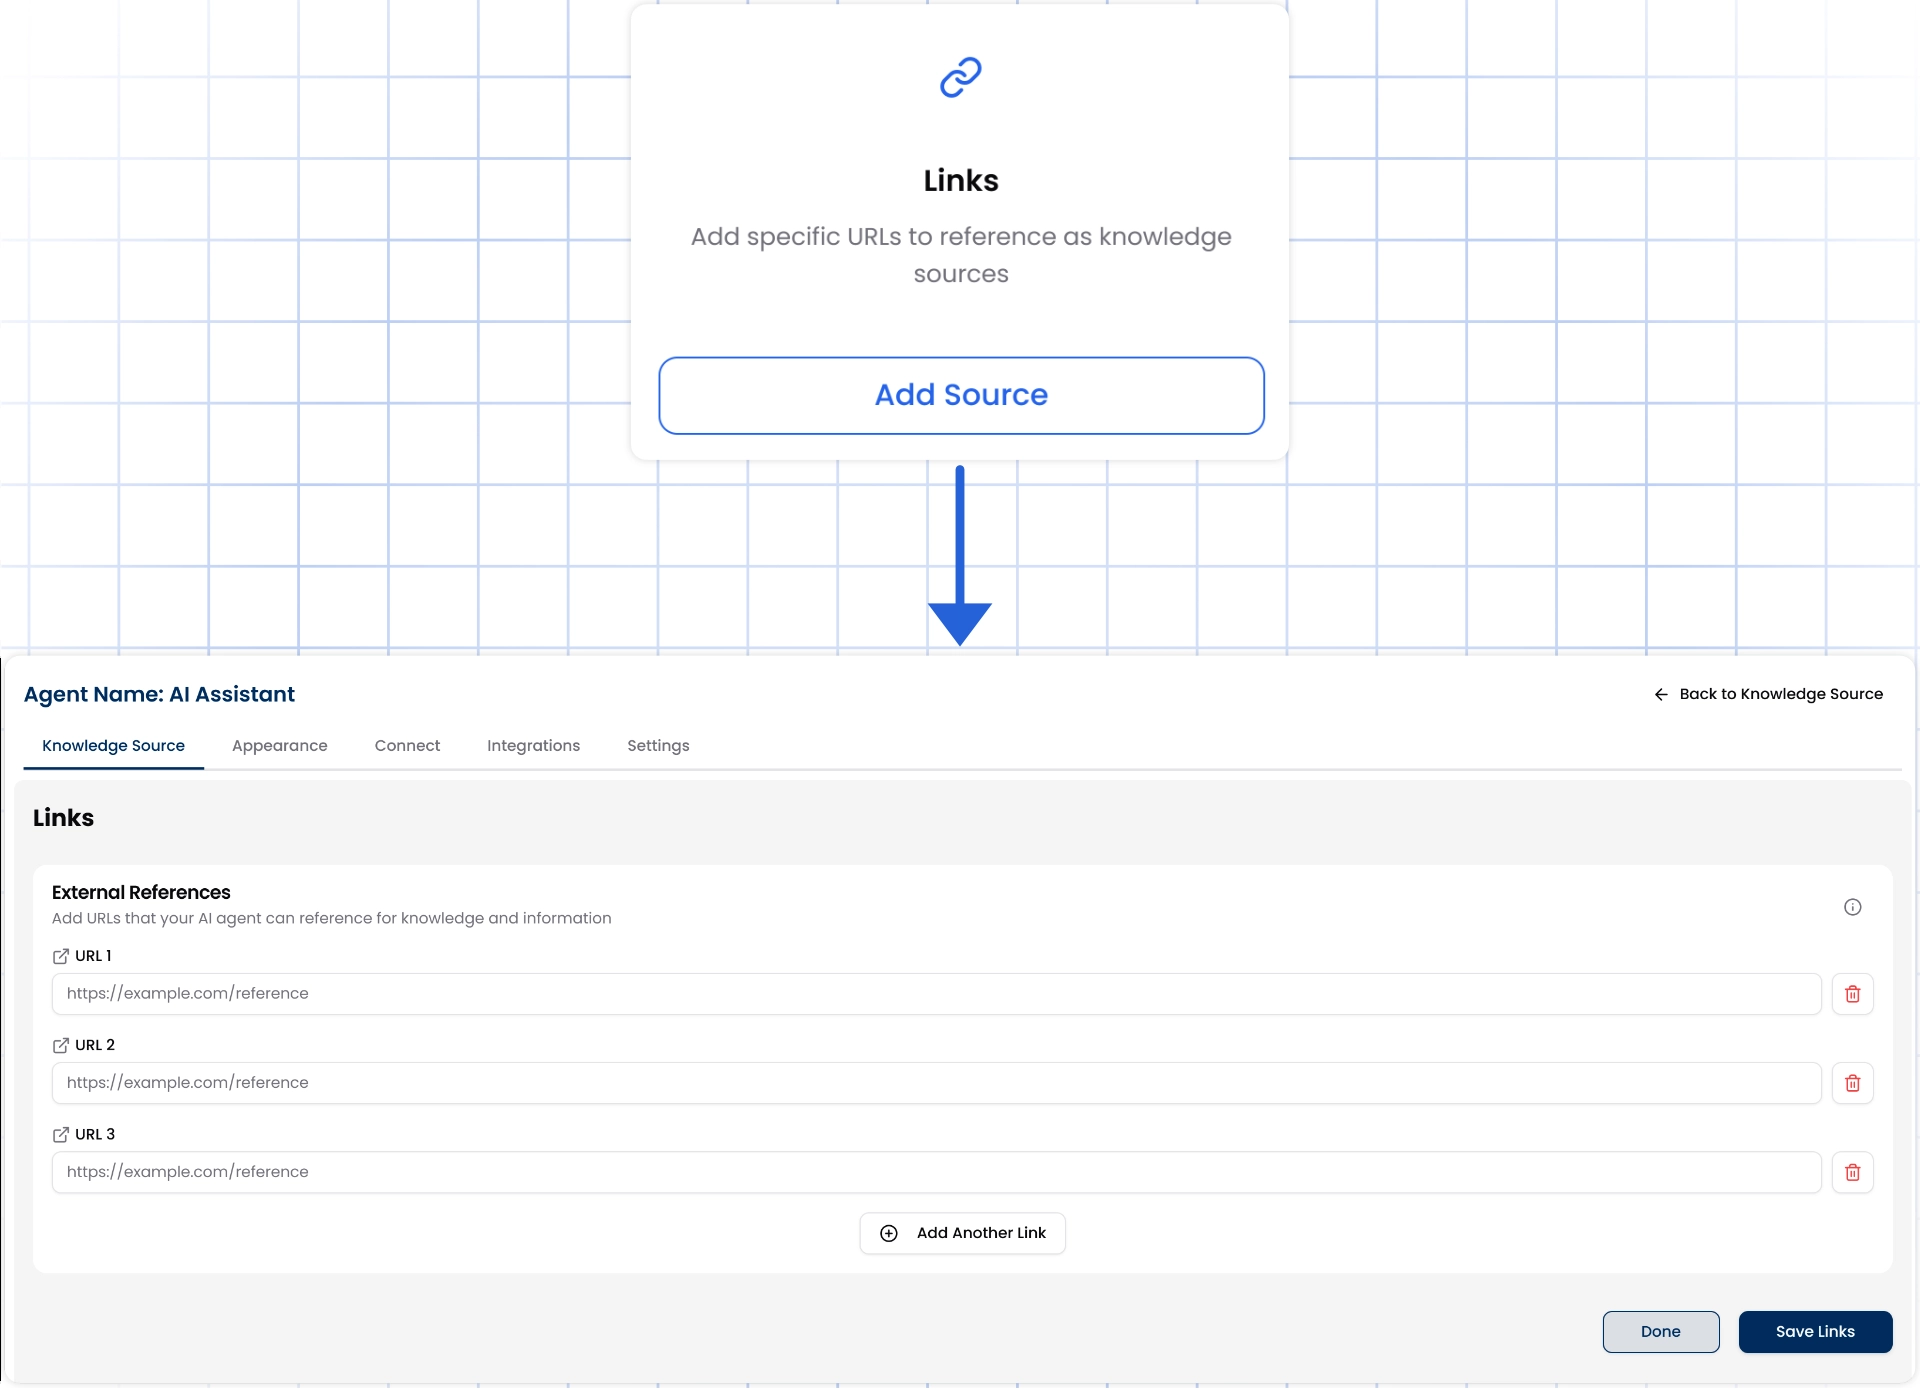 Links
Add specific URLs to reference as knowledge
sources
Add Source
Agent Name: AI Assistant
Back to Knowledge Source
Knowledge Source
Appearance
Connect
Integrations
Settings
Links
External References
Add URLs that your AI agent can reference for knowledge and information
URL 1
https://example.com/reference
URL 2
https://example.com/reference
URL 3
https://example.com/reference
Add Another Link
Done
Save Links